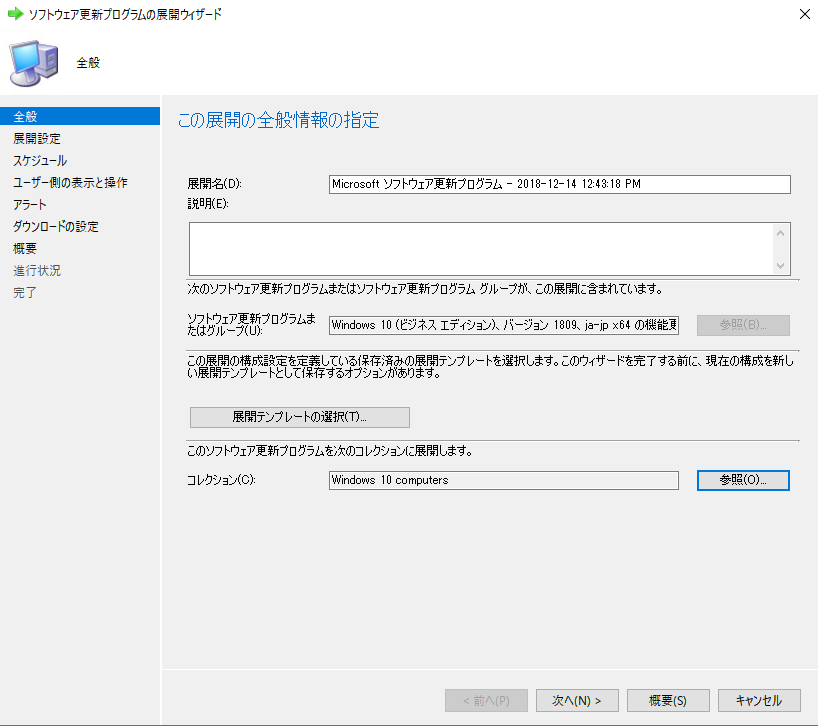 ソフトウェア更新プログラムの展開ウィザード
全般
全般
展開設定
スケジュール
ユーザー側の表示と操作
アラート
ダウンロードの設定
概要
進行状況
完了
この展開の全般情報の指定
展開名(D):
Microsoft ソフトウェア更新プログラム - 2018-12-14 12:43:18 PM
説明(E):
次のソフトウェア更新プログラムまたはソフトウェア更新プログラム グループが、この展開に含まれています。
ソフトウェア更新プログラムま
たはグループ(U):
Windows 10 (ビジネス エディション)、バージョン 1809、ja-jp x64 の機能更
参照(B)...
この展開の構成設定を定義している保存済みの展開テンプレートを選択します。このウィザードを完了する前に、現在の構成を新し
い展開テンプレートとして保存するオプションがあります。
展開テンプレートの選択(T)...
このソフトウェア更新プログラムを次のコレクションに展開します。
コレクション(C):
Windows 10 computers
参照(O)...
< 前へ(P)
次へ(N) >
概要(S)
キャンセル